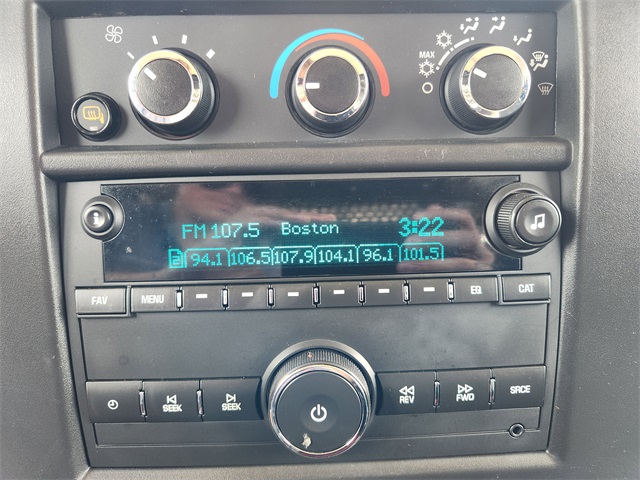 MAX
FM 107.5 Boston 3:22
2 94.1 106.5 107.9 104.1 96.1 101.5
FAV MENU EQ CAT
SEEK SEEK REV FWD SRCE